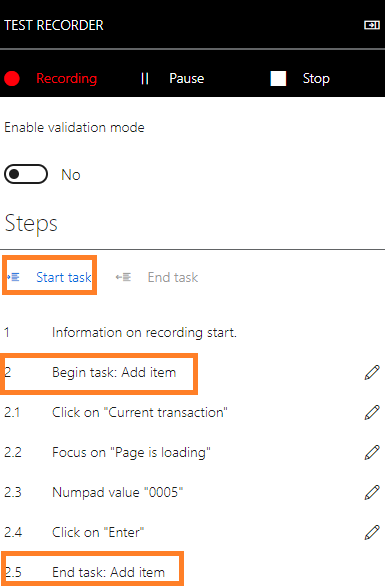 TEST RECORDER
Recording Pause Stop
Enable validation mode
No
Steps
Start task End task
1 Information on recording start.
2 Begin task: Add item
2.1 Click on "Current transaction"
2.2 Focus on "Page is loading"
2.3 Numpad value "0005"
2.4 Click on "Enter"
2.5 End task: Add item